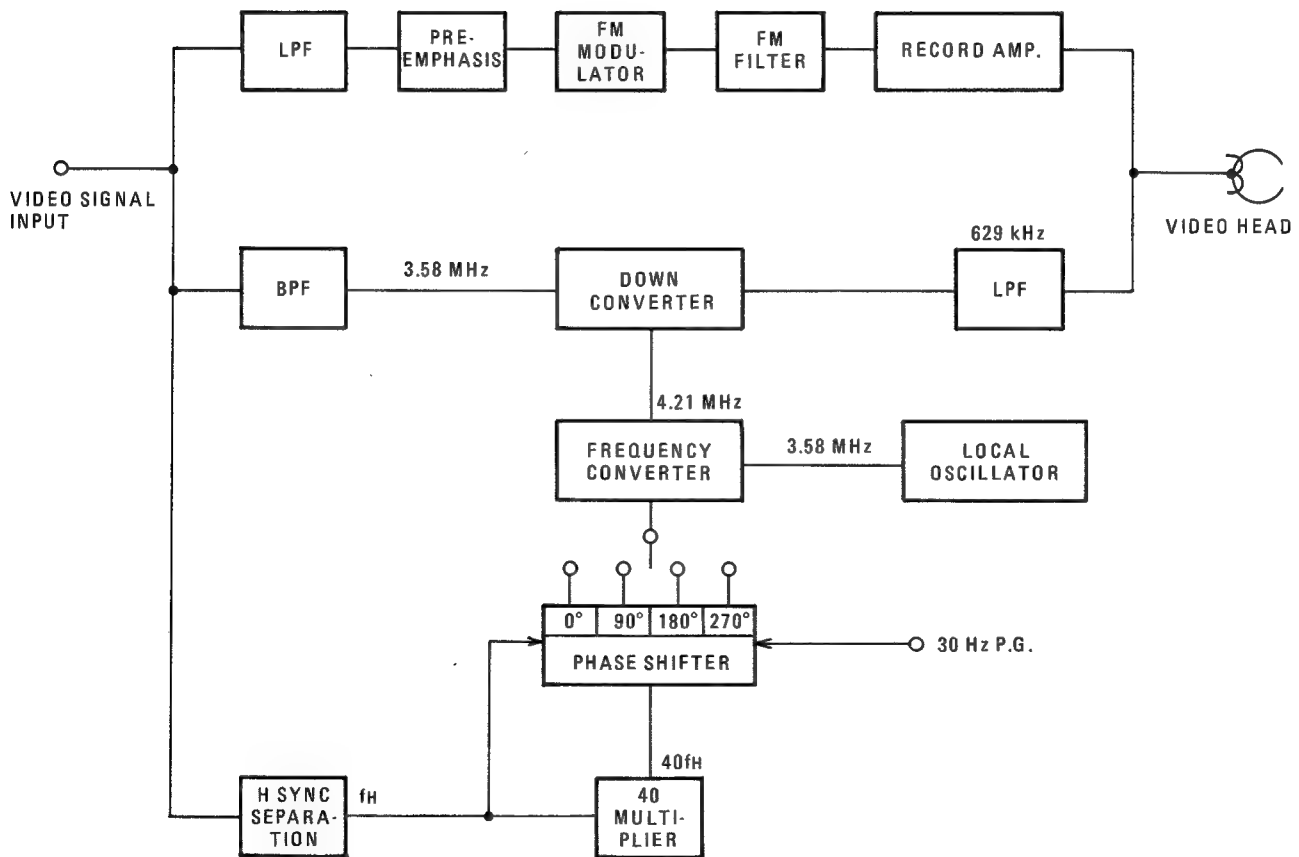 LPF
PRE-
EMPHASIS
FM
MODU-
LATOR
FM
FILTER
RECORD AMP.
VIDEO SIGNAL
INPUT
VIDEO HEAD
BPF
3.58 MHz
DOWN
CONVERTER
629 kHz
LPF
4.21 MHz
FREQUENCY
CONVERTER
3.58 MHz
LOCAL
OSCILLATOR
0° 90° 180° 270°
PHASE SHIFTER
30 Hz P.G.
40fH
H SYNC
SEPARA-
TION
fH
40
MULTI-
PLIER